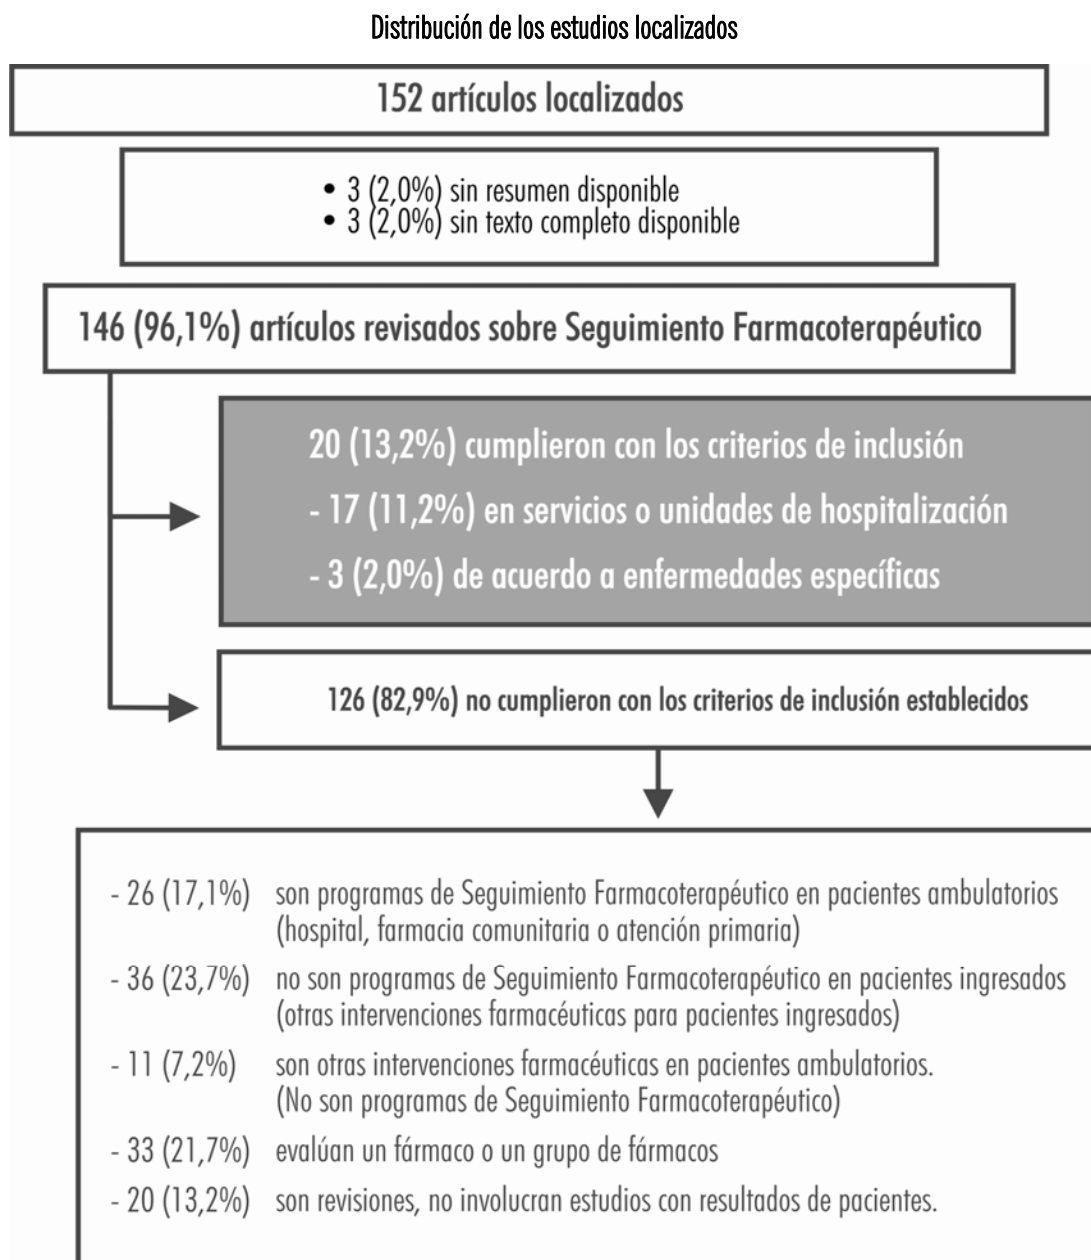 Distribución de los estudios localizados
152 artículos localizados
• 3 (2,0%) sin resumen disponible
• 3 (2,0%) sin texto completo disponible
146 (96,1%) artículos revisados sobre Seguimiento Farmacoterapéutico
20 (13,2%) cumplieron con los criterios de inclusión
- 17 (11,2%) en servicios o unidades de hospitalización
- 3 (2,0%) de acuerdo a enfermedades específicas
126 (82,9%) no cumplieron con los criterios de inclusión establecidos
- 26 (17,1%) son programas de Seguimiento Farmacoterapéutico en pacientes ambulatorios
(hospital, farmacia comunitaria o atención primaria)
- 36 (23,7%) no son programas de Seguimiento Farmacoterapéutico en pacientes ingresados
(otras intervenciones farmacéuticas para pacientes ingresados)
- 11 (7,2%) son otras intervenciones farmacéuticas en pacientes ambulatorios.
(No son programas de Seguimiento Farmacoterapéutico)
- 33 (21,7%) evalúan un fármaco o un grupo de fármacos
- 20 (13,2%) son revisiones, no involucran estudios con resultados de pacientes.